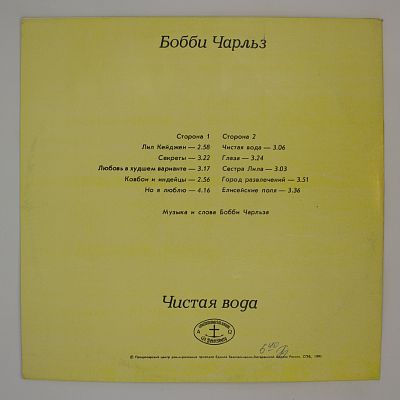 Бобби Чарльз
Сторона 1
Лил Кейджен — 2.58
Секреты — 3.22
Любовь в худшем варианте — 3.17
Ковбои и индейцы — 2.56
Но я люблю — 4.16
Сторона 2
Чистая вода — 3.06
Глаза — 3.24
Сестра Лила — 3.03
Город развлечений — 3.51
Елисейские поля — 3.36
Музыка и слова Бобби Чарльза
Чистая вода